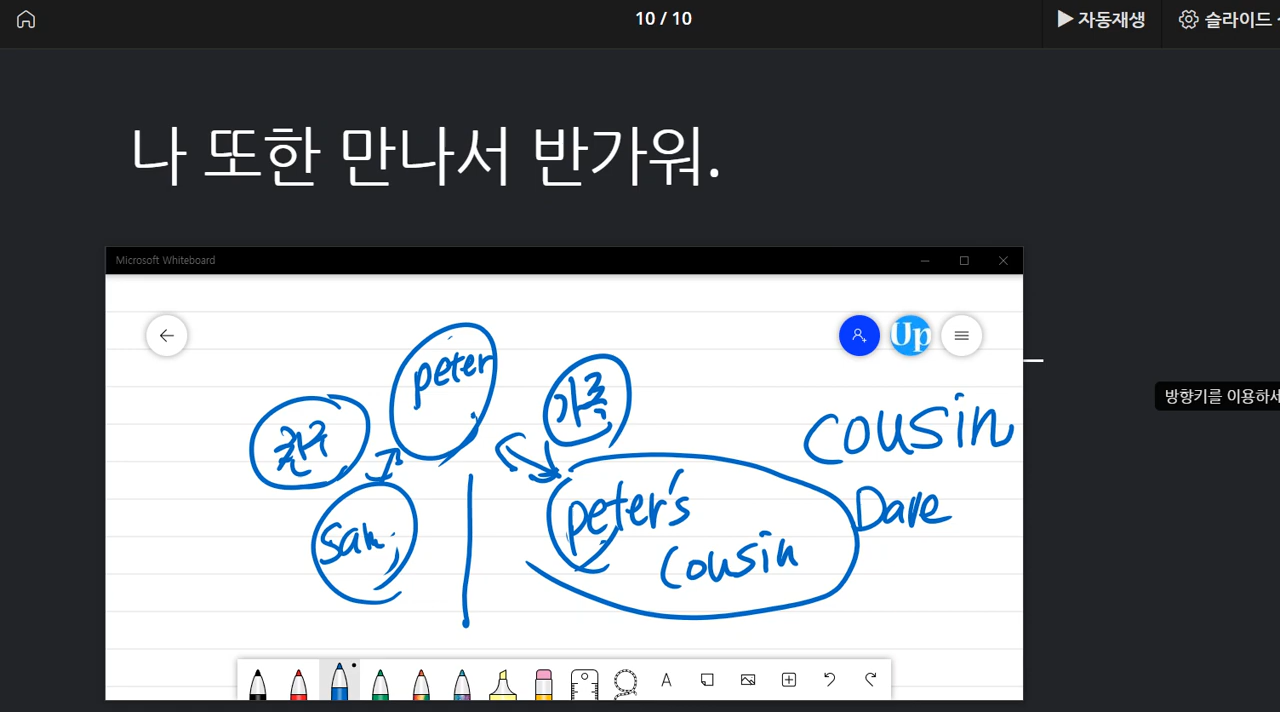 10 / 10
▶ 자동재생
슬라이드
나 또한 만나서 반가워.
Microsoft Whiteboard
Up
방향키를 이용하세
peter
가족
친구
cousin
sam
peter's
cousin
Dave
A